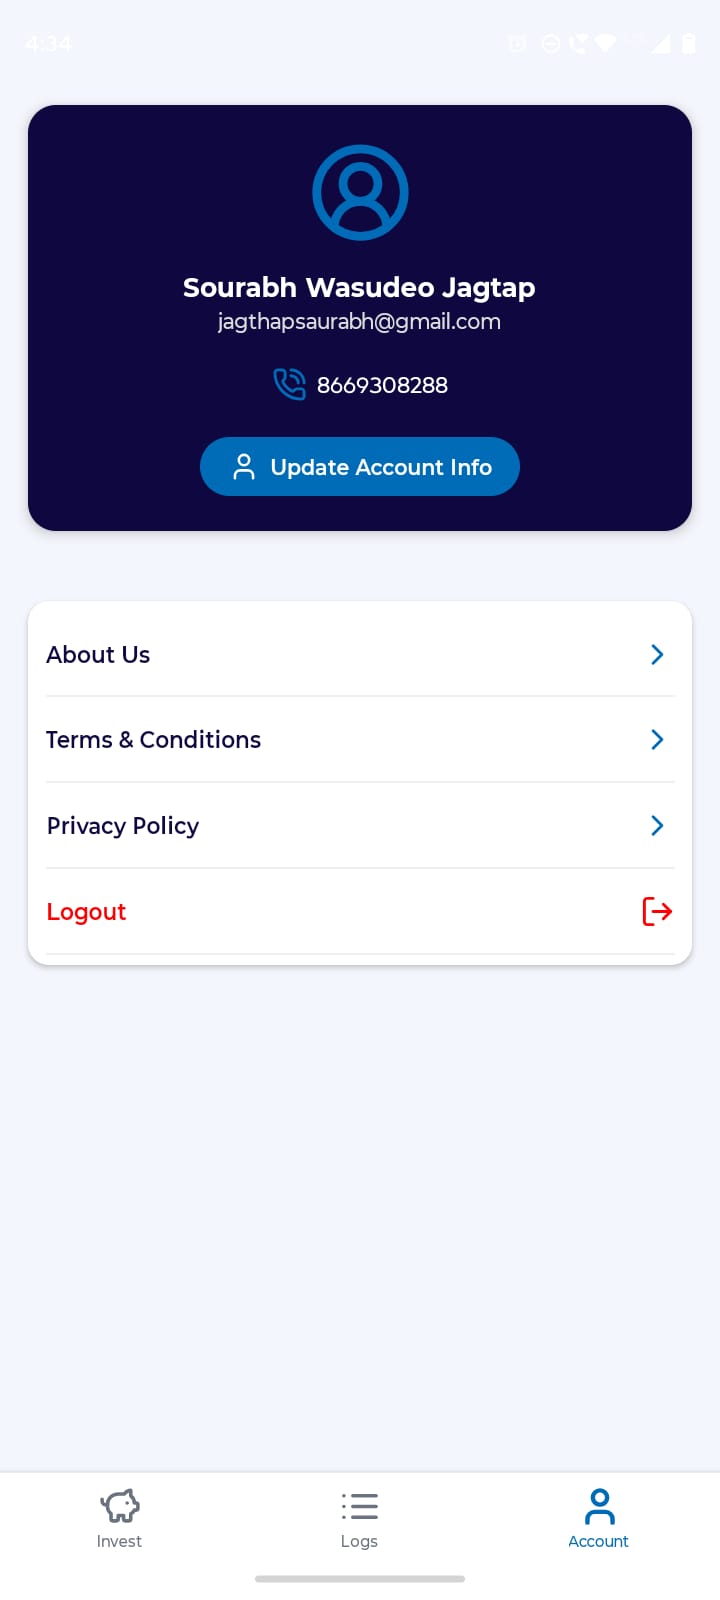 4:34
Sourabh Wasudeo Jagtap
jagthapsaurabh@gmail.com
8669308288
Update Account Info
About Us
Terms & Conditions
Privacy Policy
Logout
Invest
Logs
Account